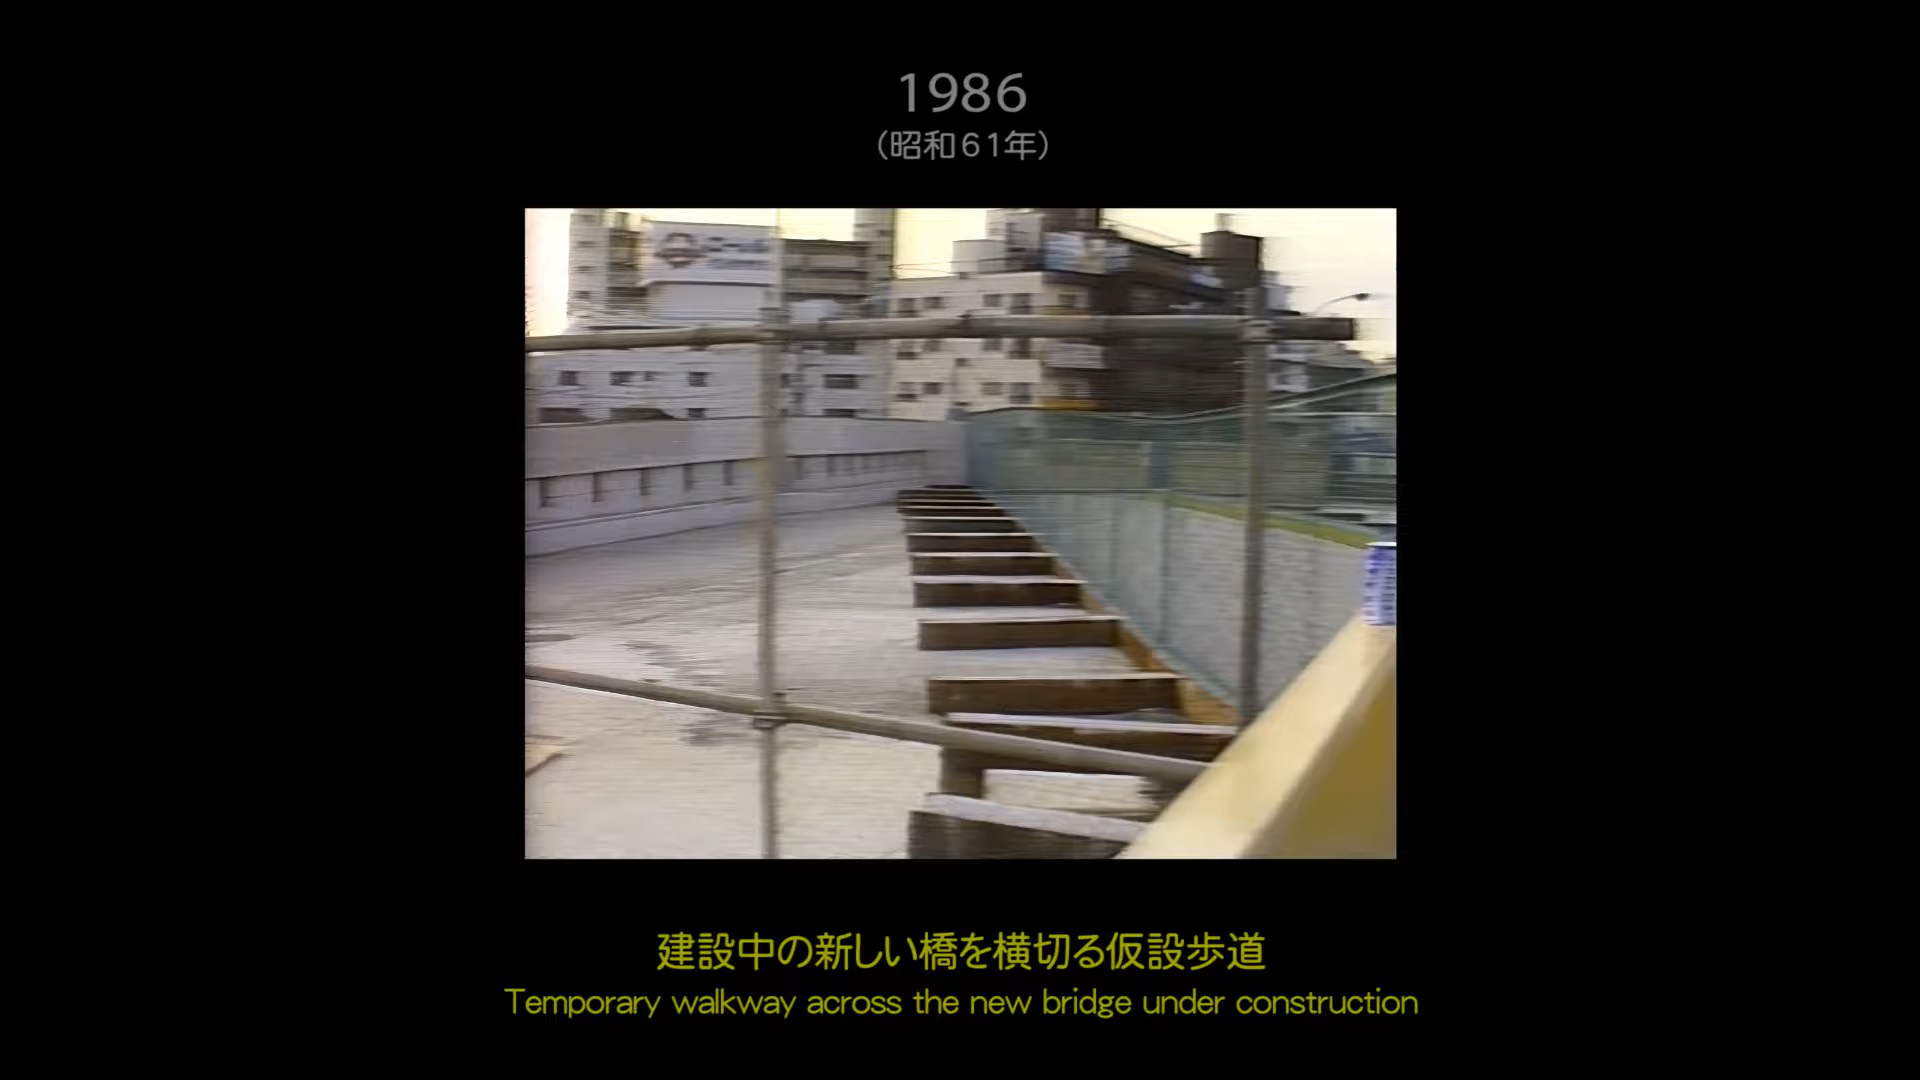 1986
（昭和61年）
建設中の新しい橋を横切る仮設歩道
Temporary walkway across the new bridge under construction